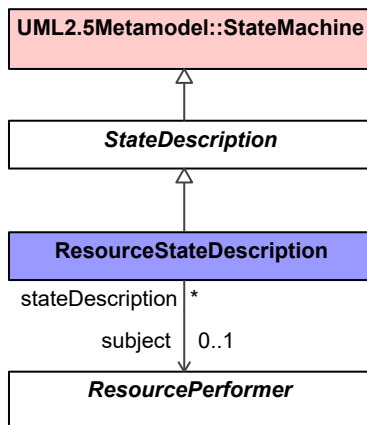 UML2.5Metamodel::StateMachine
StateDescription
ResourceStateDescription
stateDescription *
subject 0..1
ResourcePerformer